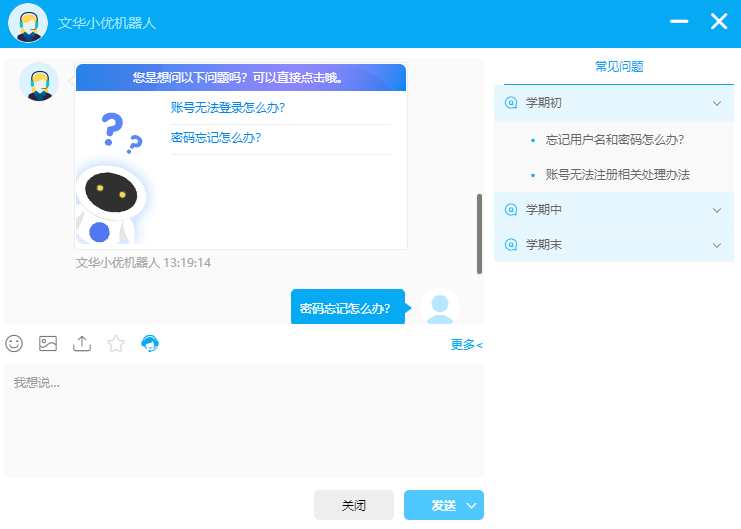 文华小优机器人
您是想问以下问题吗？可以直接点击哦。
账号无法登录怎么办？
密码忘记怎么办？
文华小优机器人 13:19:14
密码忘记怎么办？
更多<
我想说...
关闭
发送
常见问题
学期初
忘记用户名和密码怎么办？
账号无法注册相关处理办法
学期中
学期末